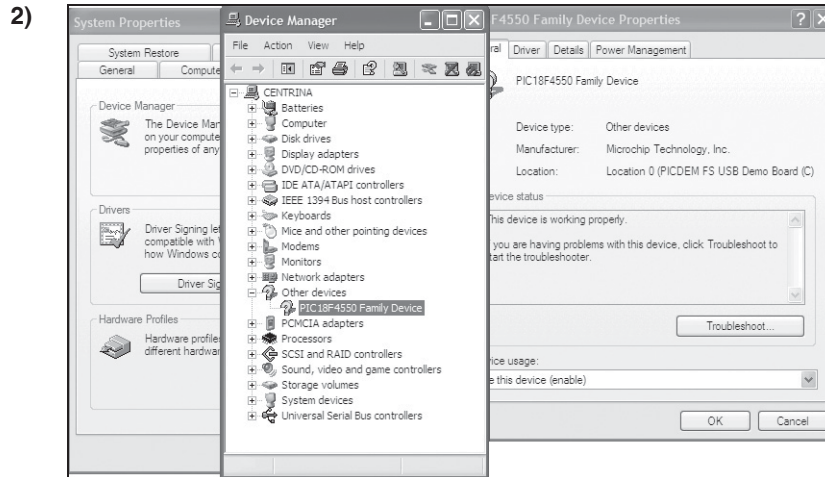 2)
System Properties
System Restore
General
Compute
Device Manager
The Device Man
on your compute
properties of any
Drivers
Driver Signing let
compatible with
how Windows co
Driver Sig
Hardware Profiles
Hardware profile
different hardwar
Device Manager
File Action View Help
CENTRINA
Batteries
Computer
Disk drives
Display adapters
DVD/CD-ROM drives
IDE ATA/ATAPI controllers
IEEE 1394 Bus host controllers
Keyboards
Mice and other pointing devices
Modems
Monitors
Network adapters
Other devices
PIC18F4550 Family Device
PCMCIA adapters
Processors
SCSI and RAID controllers
Sound, video and game controllers
Storage volumes
System devices
Universal Serial Bus controllers
F4550 Family Device Properties
ral Driver Details Power Management
PIC18F4550 Family Device
Device type: Other devices
Manufacturer: Microchip Technology, Inc.
Location: Location 0 (PICDEM FS USB Demo Board (C)
evice status
This device is working properly.
you are having problems with this device, click Troubleshoot to
tart the troubleshooter.
Troubleshoot...
ice usage:
e this device (enable)
OK Cancel